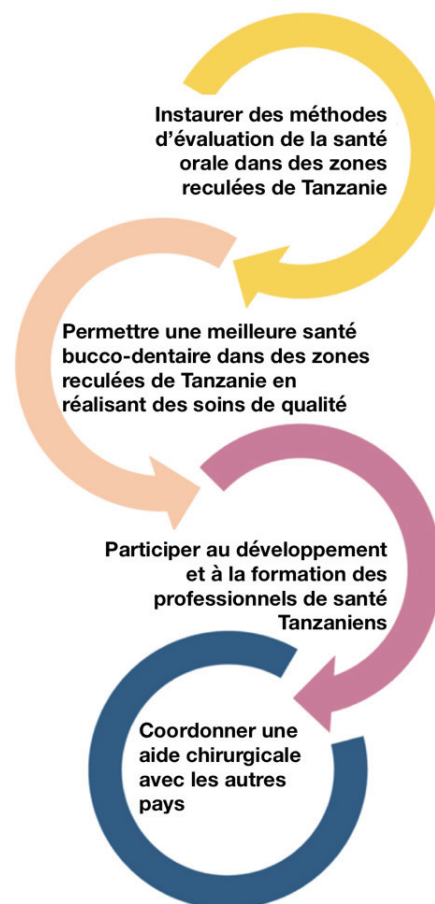 Instaurer des méthodes
d’évaluation de la santé
orale dans des zones
reculées de Tanzanie
Permettre une meilleure santé
bucco-dentaire dans des zones
reculées de Tanzanie en
réalisant des soins de qualité
Participer au développement
et à la formation des
professionnels de santé
Tanzaniens
Coordonner une
aide chirurgicale
avec les autres
pays